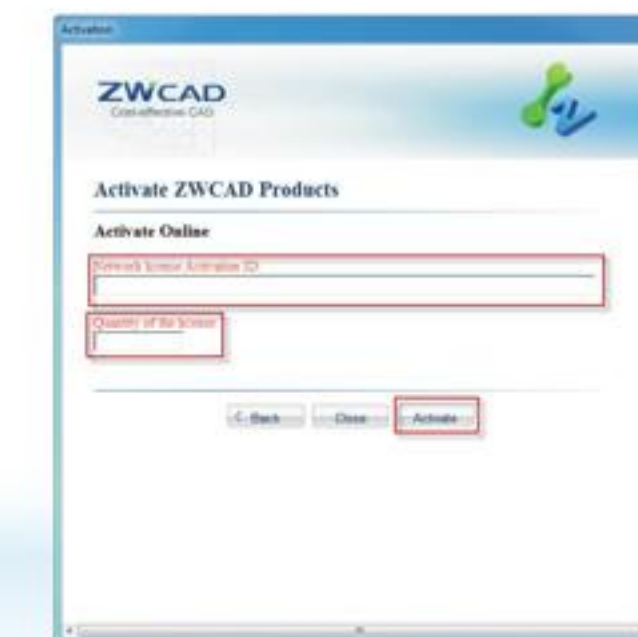 Activation
ZWCAD
Cost-effective CAD
Activate ZWCAD Products
Activate Online
Network license Activation ID
Quantity of the license
< Back Close Activate